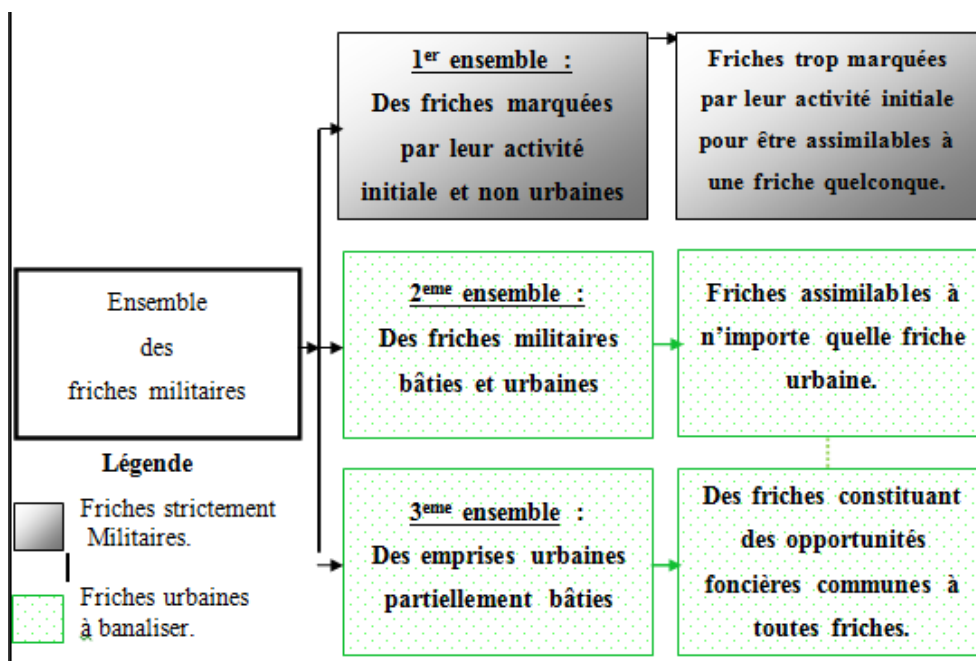 Ensemble
des
friches militaires
1er ensemble :
Des friches marquées
par leur activité
initiale et non urbaines
Friches trop marquées
par leur activité initiale
pour être assimilables à
une friche quelconque.
2eme ensemble :
Des friches militaires
bâties et urbaines
Friches assimilables à
n’importe quelle friche
urbaine.
3eme ensemble :
Des emprises urbaines
partiellement bâties
Des friches constituant
des opportunités
foncières communes à
toutes friches.
Légende
Friches strictement
Militaires.
Friches urbaines
à banaliser.